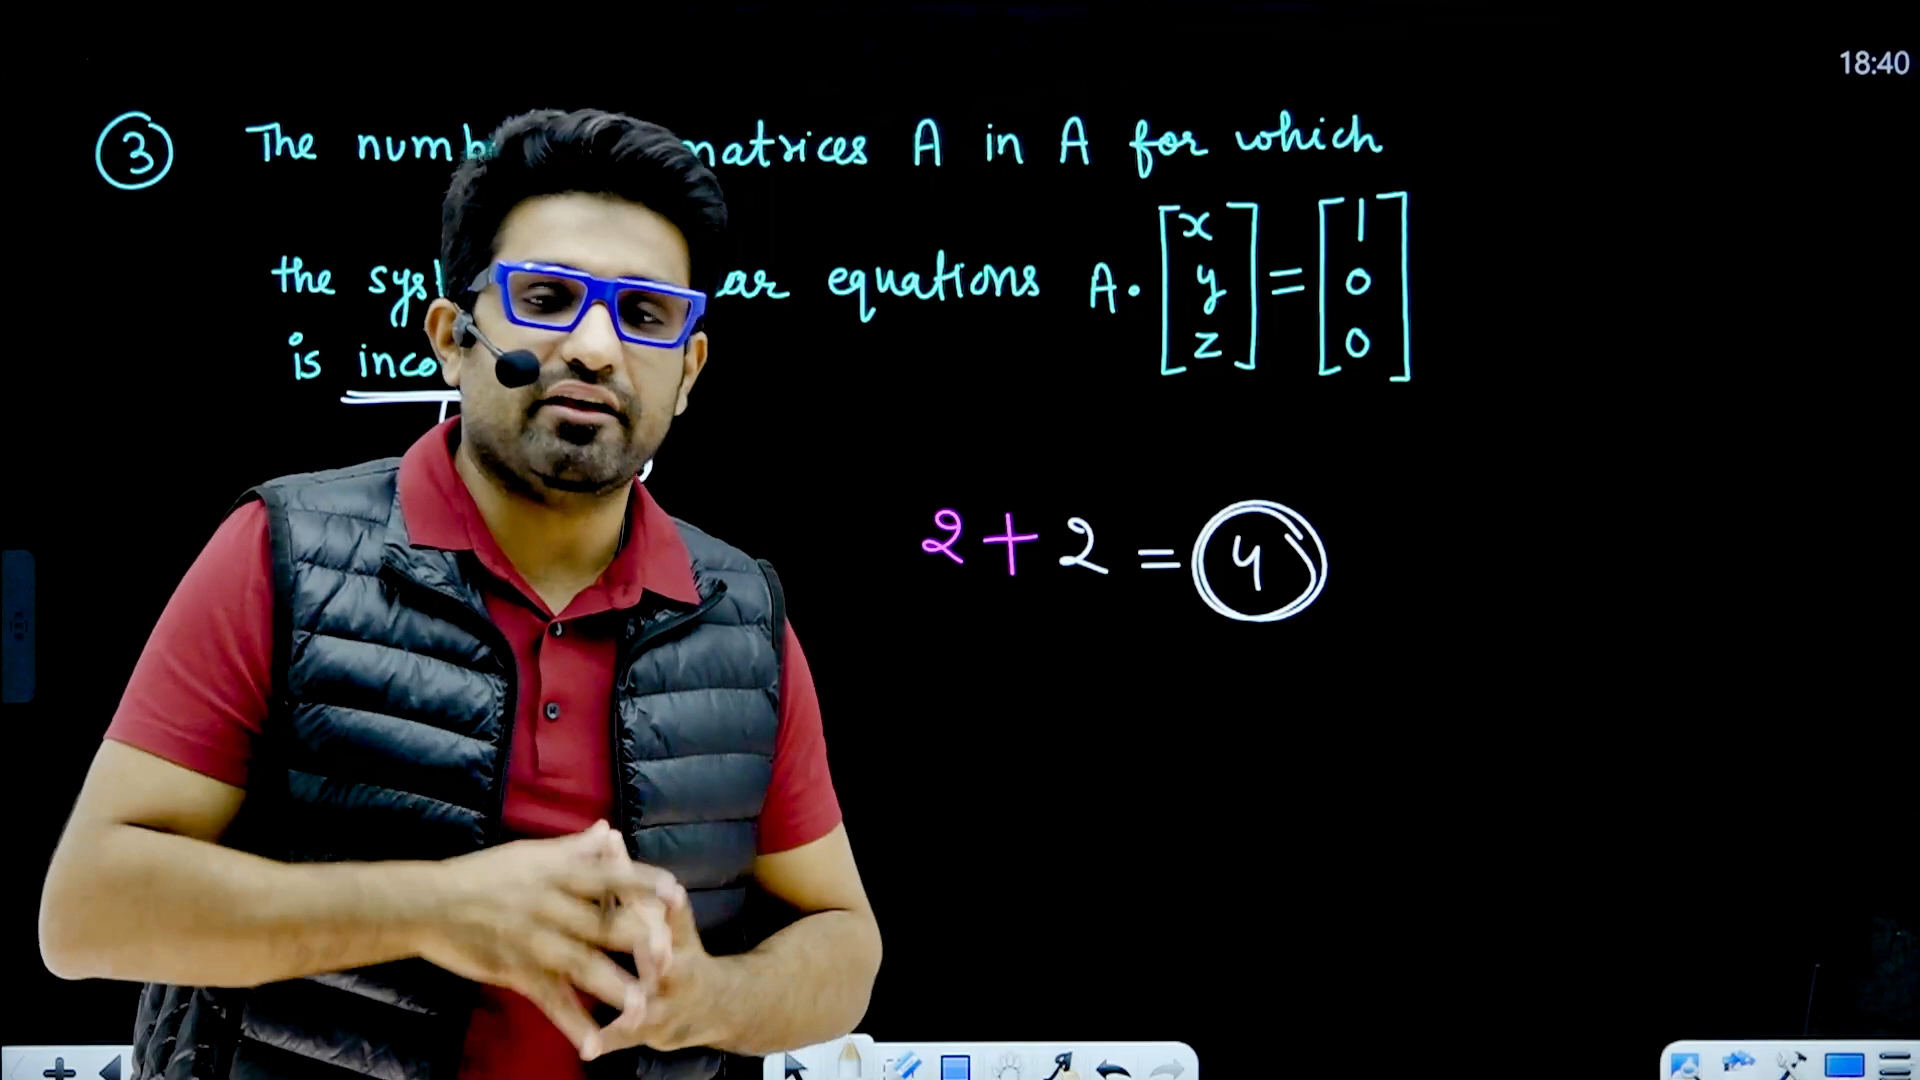 18:40
3 The numb matrices A in A for which
the sys ar equations A. [x y z] = [1 0 0]
is inco
2 + 2 = 4